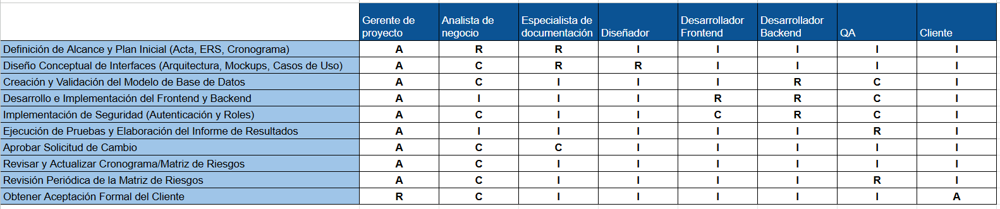 Gerente de proyecto Analista de negocio Especialista de documentación Diseñador Desarrollador Frontend Desarrollador Backend QA Cliente
Definición de Alcance y Plan Inicial (Acta, ERS, Cronograma) A R R I I I I I
Diseño Conceptual de Interfaces (Arquitectura, Mockups, Casos de Uso) A C R R I I I I
Creación y Validación del Modelo de Base de Datos A C I I I R C I
Desarrollo e Implementación del Frontend y Backend A I I I R R C I
Implementación de Seguridad (Autenticación y Roles) A C I I C R C I
Ejecución de Pruebas y Elaboración del Informe de Resultados A I I I I I R I
Aprobar Solicitud de Cambio A C C I I I I I
Revisar y Actualizar Cronograma/Matriz de Riesgos A C I I I I I I
Revisión Periódica de la Matriz de Riesgos A C I I I I R I
Obtener Aceptación Formal del Cliente R C I I I I I A